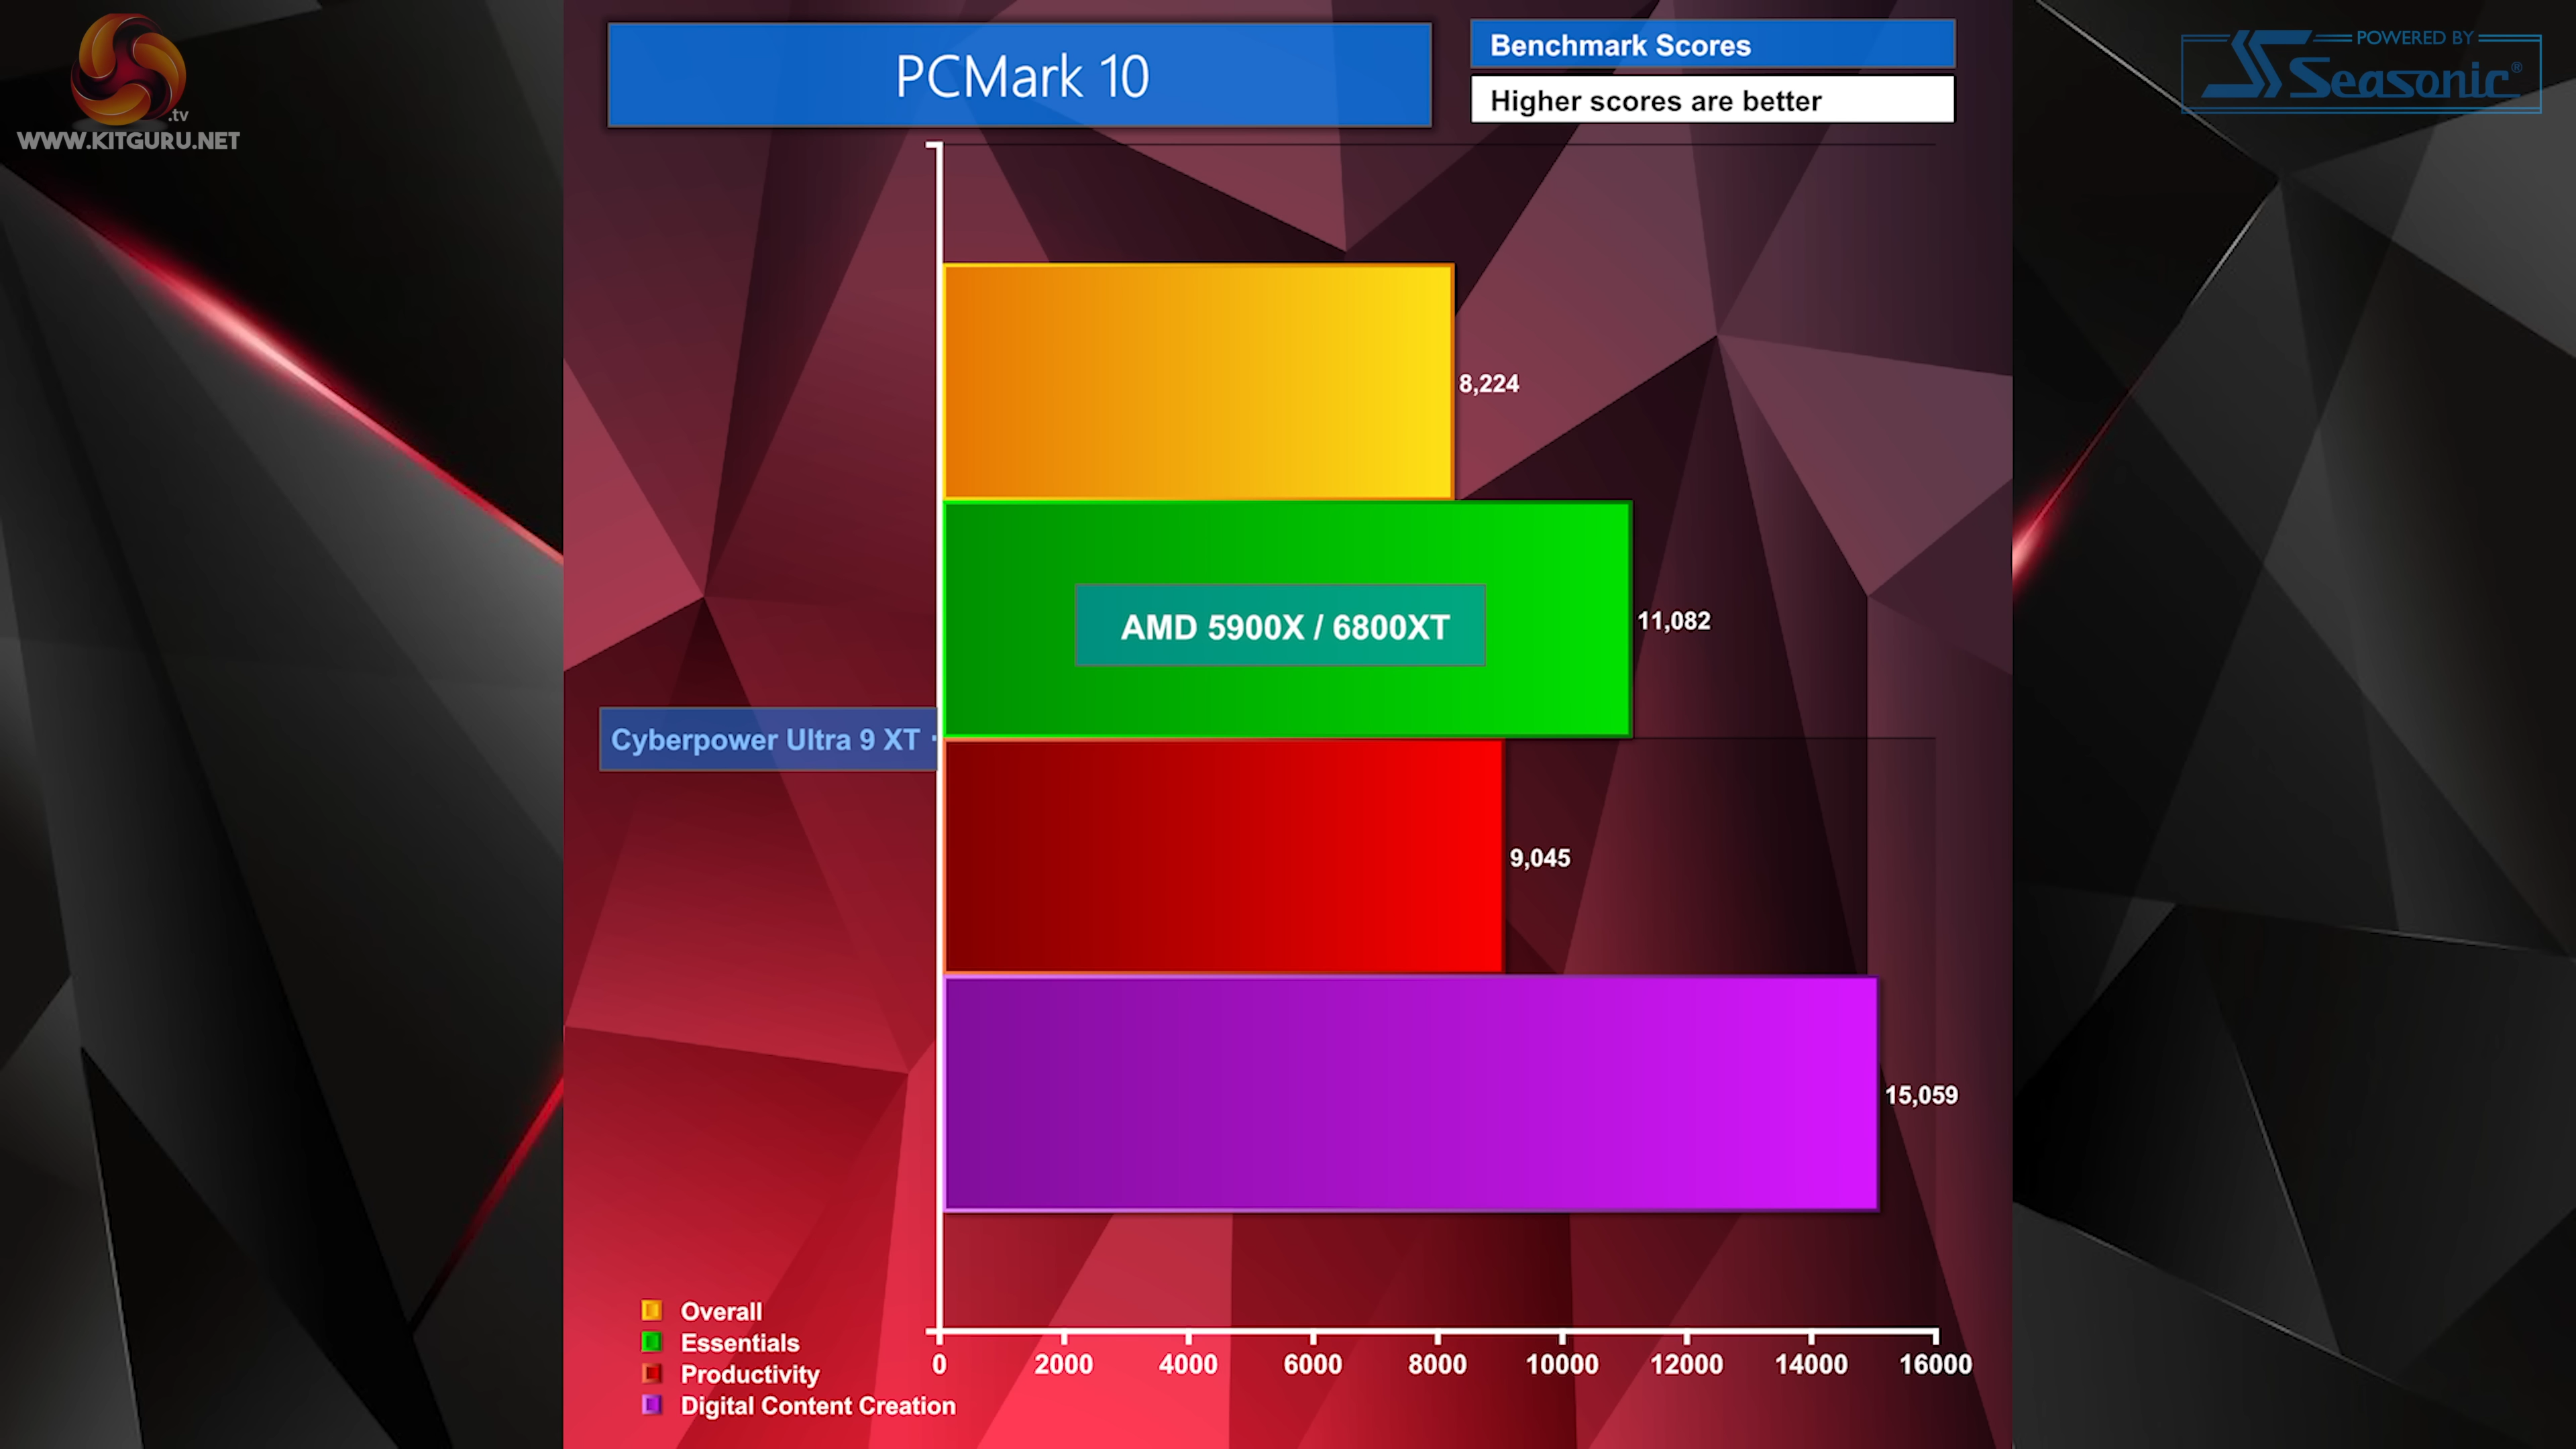 .tv
WWW.KITGURU.NET
PCMark 10
Benchmark Scores
Higher scores are better
POWERED BY
Seasonic®
8,224
AMD 5900X / 6800XT
11,082
Cyberpower Ultra 9 XT
9,045
15,059
Overall
Essentials
Productivity
Digital Content Creation
0 2000 4000 6000 8000 10000 12000 14000 16000